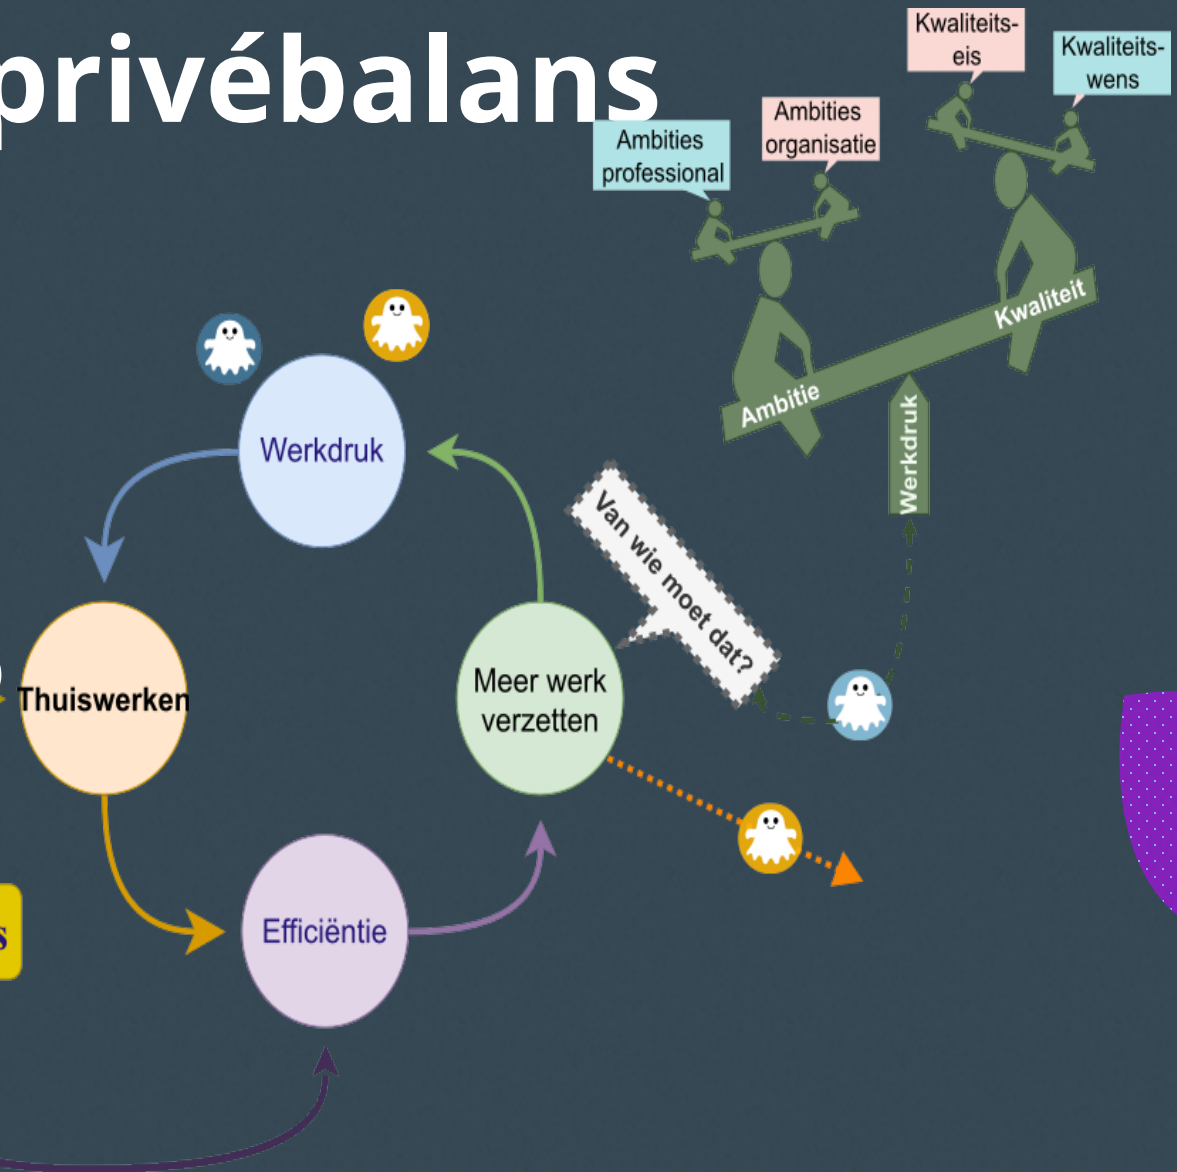 privébalans
Kwaliteits-
eis
Kwaliteits-
wens
Ambities
professional
Ambities
organisatie
Kwaliteit
Ambitie
Werkdruk
Werkdruk
Van wie moet dat?
Thuiswerken
Meer werk
verzetten
Efficiëntie
s